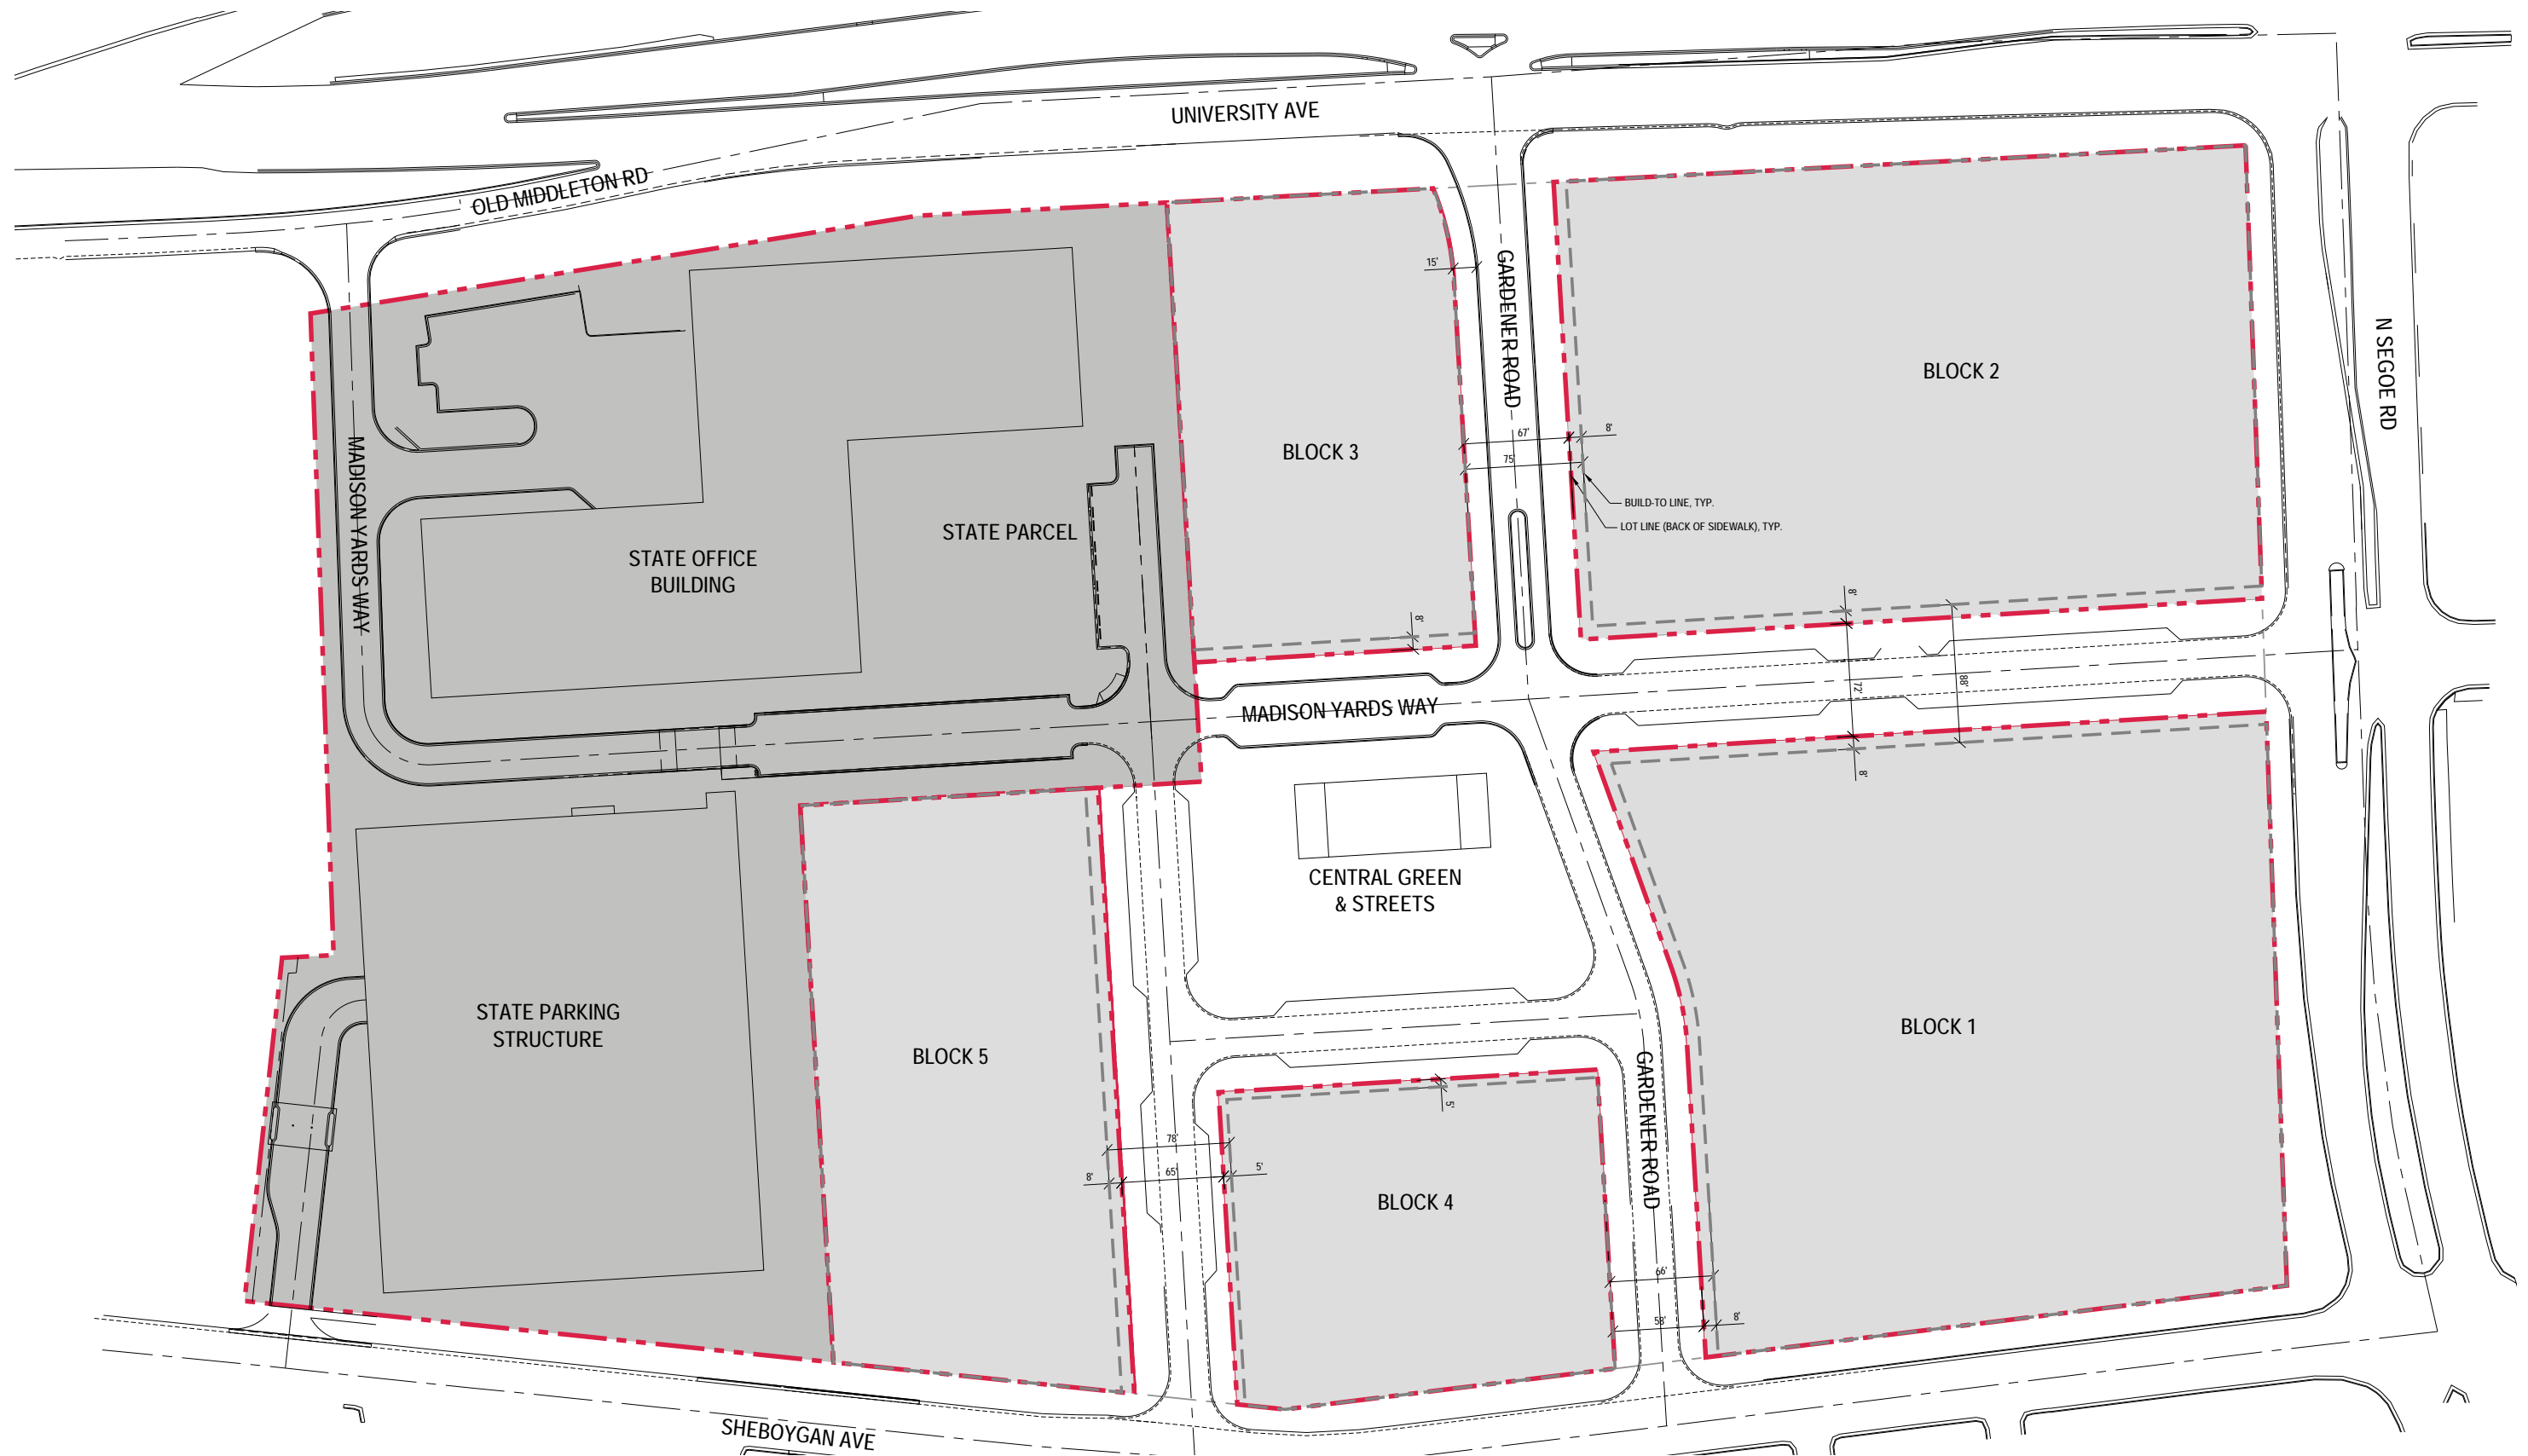 UNIVERSITY AVE
OLD MIDDLETON RD
15'
GARDENER ROAD
BLOCK 2
N SEGOE RD
MADISON YARDS WAY
BLOCK 3
67'
8'
75'
BUILD-TO LINE, TYP.
LOT LINE (BACK OF SIDEWALK), TYP.
STATE PARCEL
STATE OFFICE
BUILDING
8'
8'
72'
88'
MADISON YARDS WAY
8'
CENTRAL GREEN
& STREETS
STATE PARKING
STRUCTURE
BLOCK 5
BLOCK 1
GARDENER ROAD
5'
78'
8'
65'
5'
BLOCK 4
66'
58'
8'
SHEBOYGAN AVE